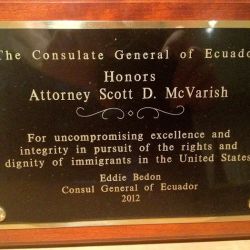 The Consulate General of Ecuador
Honors
Attorney Scott D. McVarish
For uncompromising excellence and
integrity in pursuit of the rights and
dignity of immigrants in the United States
Eddie Bedon
Consul General of Ecuador
2012